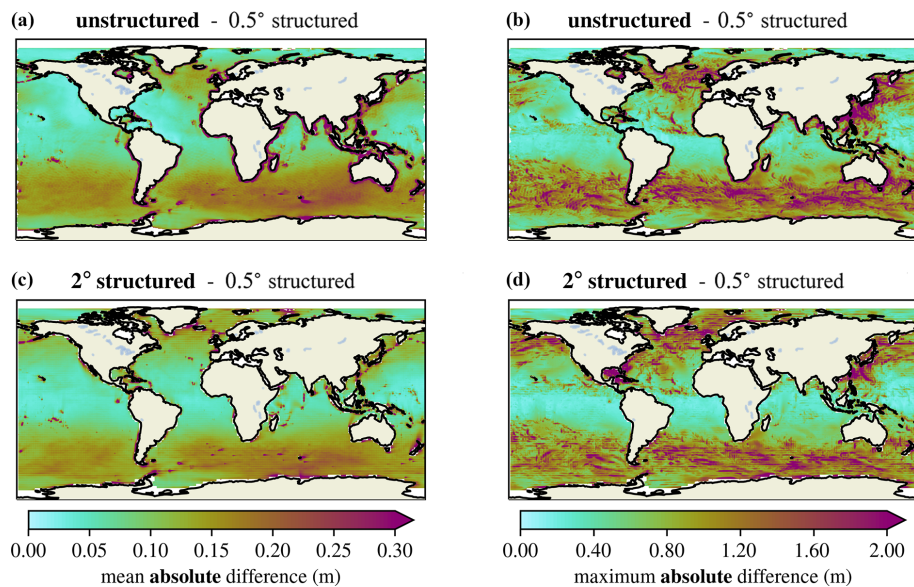 (a) unstructured - 0.5° structured
(b) unstructured - 0.5° structured
(c) 2° structured - 0.5° structured
(d) 2° structured - 0.5° structured
0.00 0.05 0.10 0.15 0.20 0.25 0.30
mean absolute difference (m)
0.00 0.40 0.80 1.20 1.60 2.00
maximum absolute difference (m)